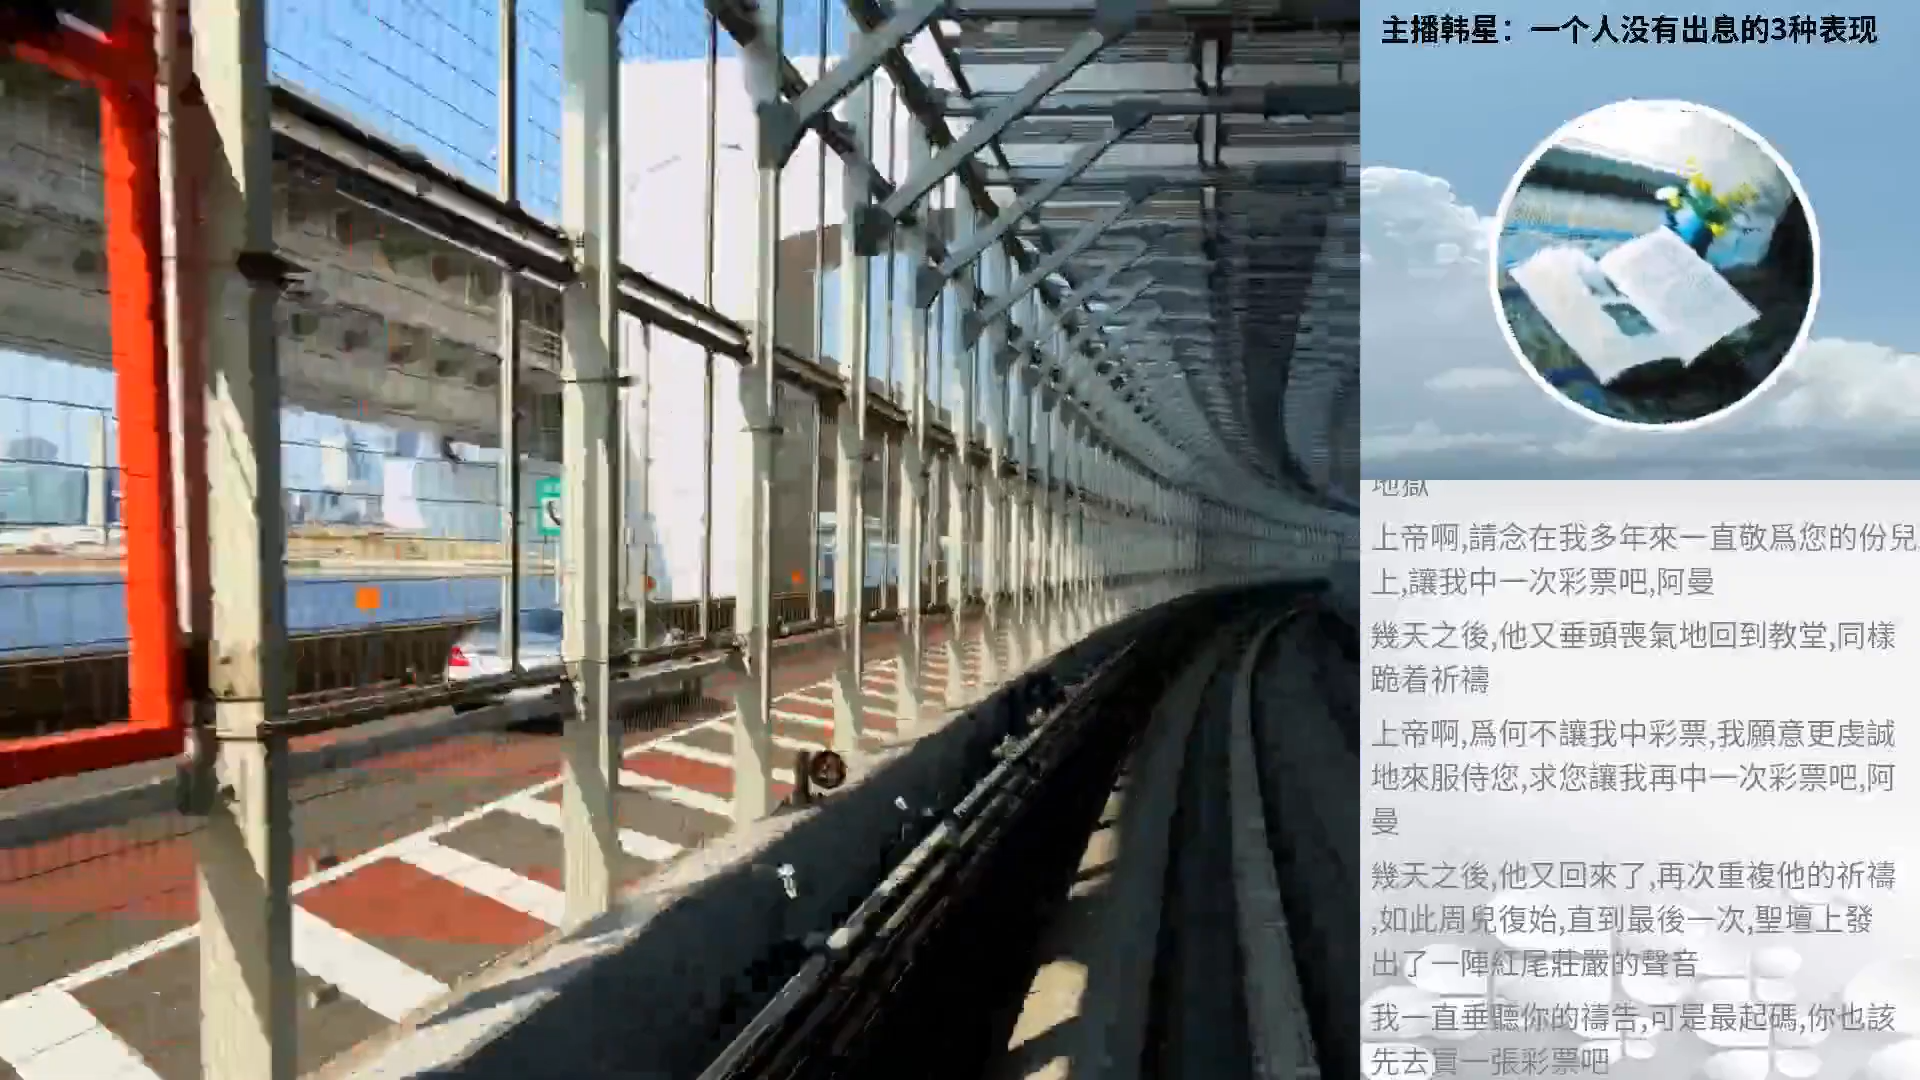 主播韩星：一个人没有出息的3种表现
地獄
上帝啊,請念在我多年來一直敬爲您的份兒
上,讓我中一次彩票吧,阿曼
幾天之後,他又垂頭喪氣地回到教堂,同樣
跪着祈禱
上帝啊,爲何不讓我中彩票,我願意更虔誠
地來服侍您,求您讓我再中一次彩票吧,阿
曼
幾天之後,他又回來了,再次重複他的祈禱
,如此周兒復始,直到最後一次,聖壇上發
出了一陣紅尾莊嚴的聲音
我一直垂聽你的禱告,可是最起碼,你也該
先去買一張彩票吧